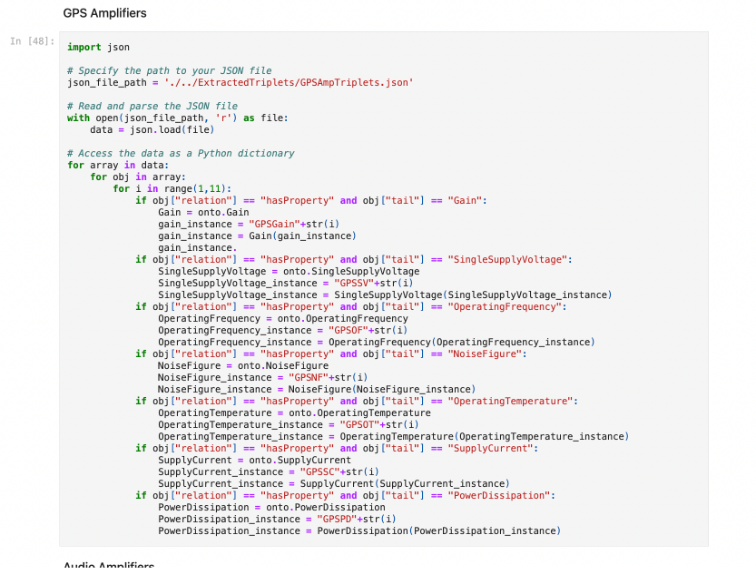 GPS Amplifiers
In [48]:
import json
# Specify the path to your JSON file
json_file_path = './../ExtractedTriplets/GPSAmpTriplets.json'
# Read and parse the JSON file
with open(json_file_path, 'r') as file:
    data = json.load(file)
# Access the data as a Python dictionary
for array in data:
    for obj in array:
        for i in range(1,11):
            if obj["relation"] == "hasProperty" and obj["tail"] == "Gain":
                Gain = onto.Gain
                gain_instance = "GPSGain"+str(i)
                gain_instance = Gain(gain_instance)
                gain_instance.
            if obj["relation"] == "hasProperty" and obj["tail"] == "SingleSupplyVoltage":
                SingleSupplyVoltage = onto.SingleSupplyVoltage
                SingleSupplyVoltage_instance = "GPSSV"+str(i)
                SingleSupplyVoltage_instance = SingleSupplyVoltage(SingleSupplyVoltage_instance)
            if obj["relation"] == "hasProperty" and obj["tail"] == "OperatingFrequency":
                OperatingFrequency = onto.OperatingFrequency
                OperatingFrequency_instance = "GPSOF"+str(i)
                OperatingFrequency_instance = OperatingFrequency(OperatingFrequency_instance)
            if obj["relation"] == "hasProperty" and obj["tail"] == "NoiseFigure":
                NoiseFigure = onto.NoiseFigure
                NoiseFigure_instance = "GPSNF"+str(i)
                NoiseFigure_instance = NoiseFigure(NoiseFigure_instance)
            if obj["relation"] == "hasProperty" and obj["tail"] == "OperatingTemperature":
                OperatingTemperature = onto.OperatingTemperature
                OperatingTemperature_instance = "GPSOT"+str(i)
                OperatingTemperature_instance = OperatingTemperature(OperatingTemperature_instance)
            if obj["relation"] == "hasProperty" and obj["tail"] == "SupplyCurrent":
                SupplyCurrent = onto.SupplyCurrent
                SupplyCurrent_instance = "GPSSC"+str(i)
                SupplyCurrent_instance = SupplyCurrent(SupplyCurrent_instance)
            if obj["relation"] == "hasProperty" and obj["tail"] == "PowerDissipation":
                PowerDissipation = onto.PowerDissipation
                PowerDissipation_instance = "GPSPD"+str(i)
                PowerDissipation_instance = PowerDissipation(PowerDissipation_instance)
Audio Amplifiers